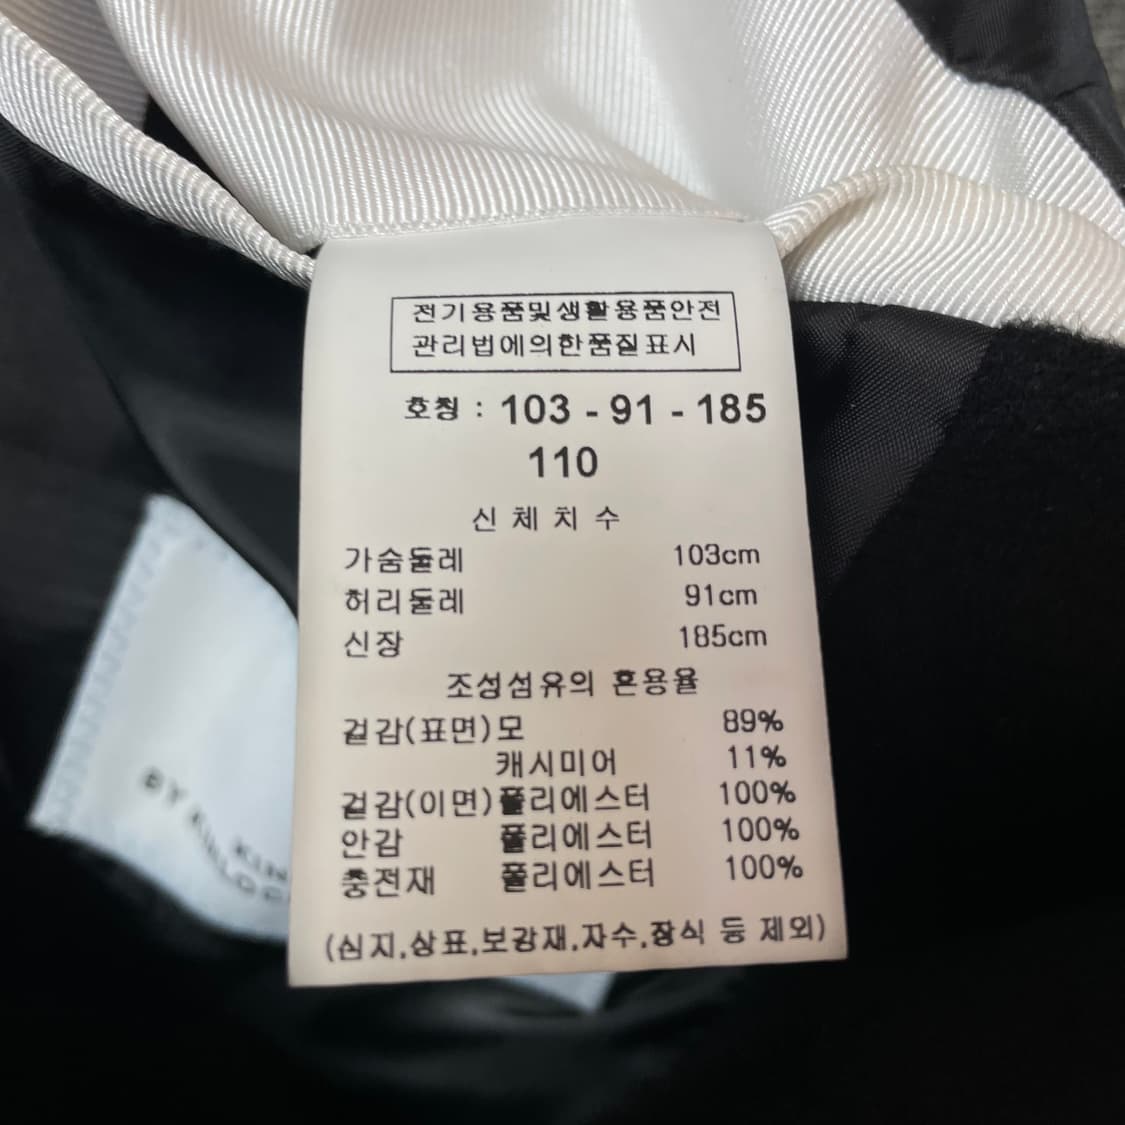 전기용품및생활용품안전
관리법에의한품질표시
호칭 : 103 - 91 - 185
110
신체치수
가슴둘레 103cm
허리둘레 91cm
신장 185cm
조성섬유의 혼용율
겉감(표면)모 89%
캐시미어 11%
겉감(이면)폴리에스터 100%
안감 폴리에스터 100%
충전재 폴리에스터 100%
(심지,상표,보강재,자수,장식 등 제외)
BY